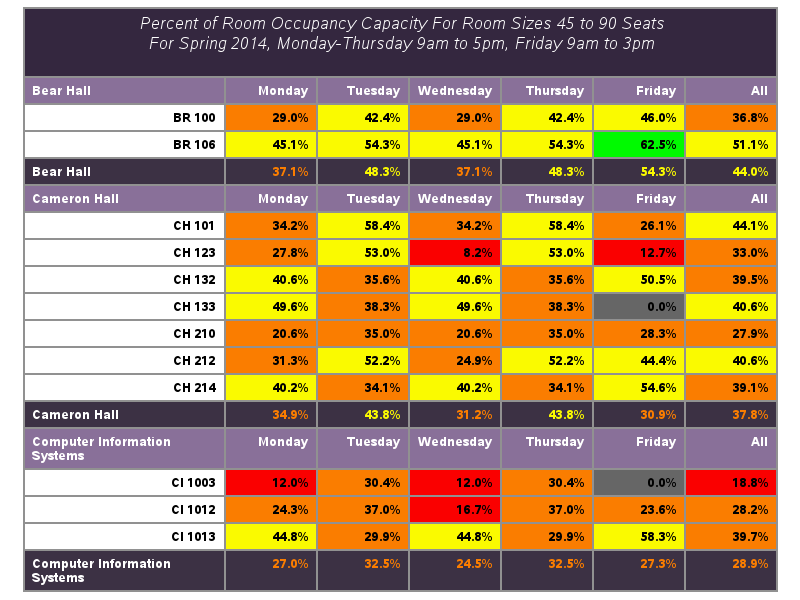 Percent of Room Occupancy Capacity For Room Sizes 45 to 90 Seats
For Spring 2014, Monday-Thursday 9am to 5pm, Friday 9am to 3pm
Bear Hall Monday Tuesday Wednesday Thursday Friday All
BR 100 29.0% 42.4% 29.0% 42.4% 46.0% 36.8%
BR 106 45.1% 54.3% 45.1% 54.3% 62.5% 51.1%
Bear Hall 37.1% 48.3% 37.1% 48.3% 54.3% 44.0%
Cameron Hall Monday Tuesday Wednesday Thursday Friday All
CH 101 34.2% 58.4% 34.2% 58.4% 26.1% 44.1%
CH 123 27.8% 53.0% 8.2% 53.0% 12.7% 33.0%
CH 132 40.6% 35.6% 40.6% 35.6% 50.5% 39.5%
CH 133 49.6% 38.3% 49.6% 38.3% 0.0% 40.6%
CH 210 20.6% 35.0% 20.6% 35.0% 28.3% 27.9%
CH 212 31.3% 52.2% 24.9% 52.2% 44.4% 40.6%
CH 214 40.2% 34.1% 40.2% 34.1% 54.6% 39.1%
Cameron Hall 34.9% 43.8% 31.2% 43.8% 30.9% 37.8%
Computer Information Monday Tuesday Wednesday Thursday Friday All
Systems
CI 1003 12.0% 30.4% 12.0% 30.4% 0.0% 18.8%
CI 1012 24.3% 37.0% 16.7% 37.0% 23.6% 28.2%
CI 1013 44.8% 29.9% 44.8% 29.9% 58.3% 39.7%
Computer Information 27.0% 32.5% 24.5% 32.5% 27.3% 28.9%
Systems